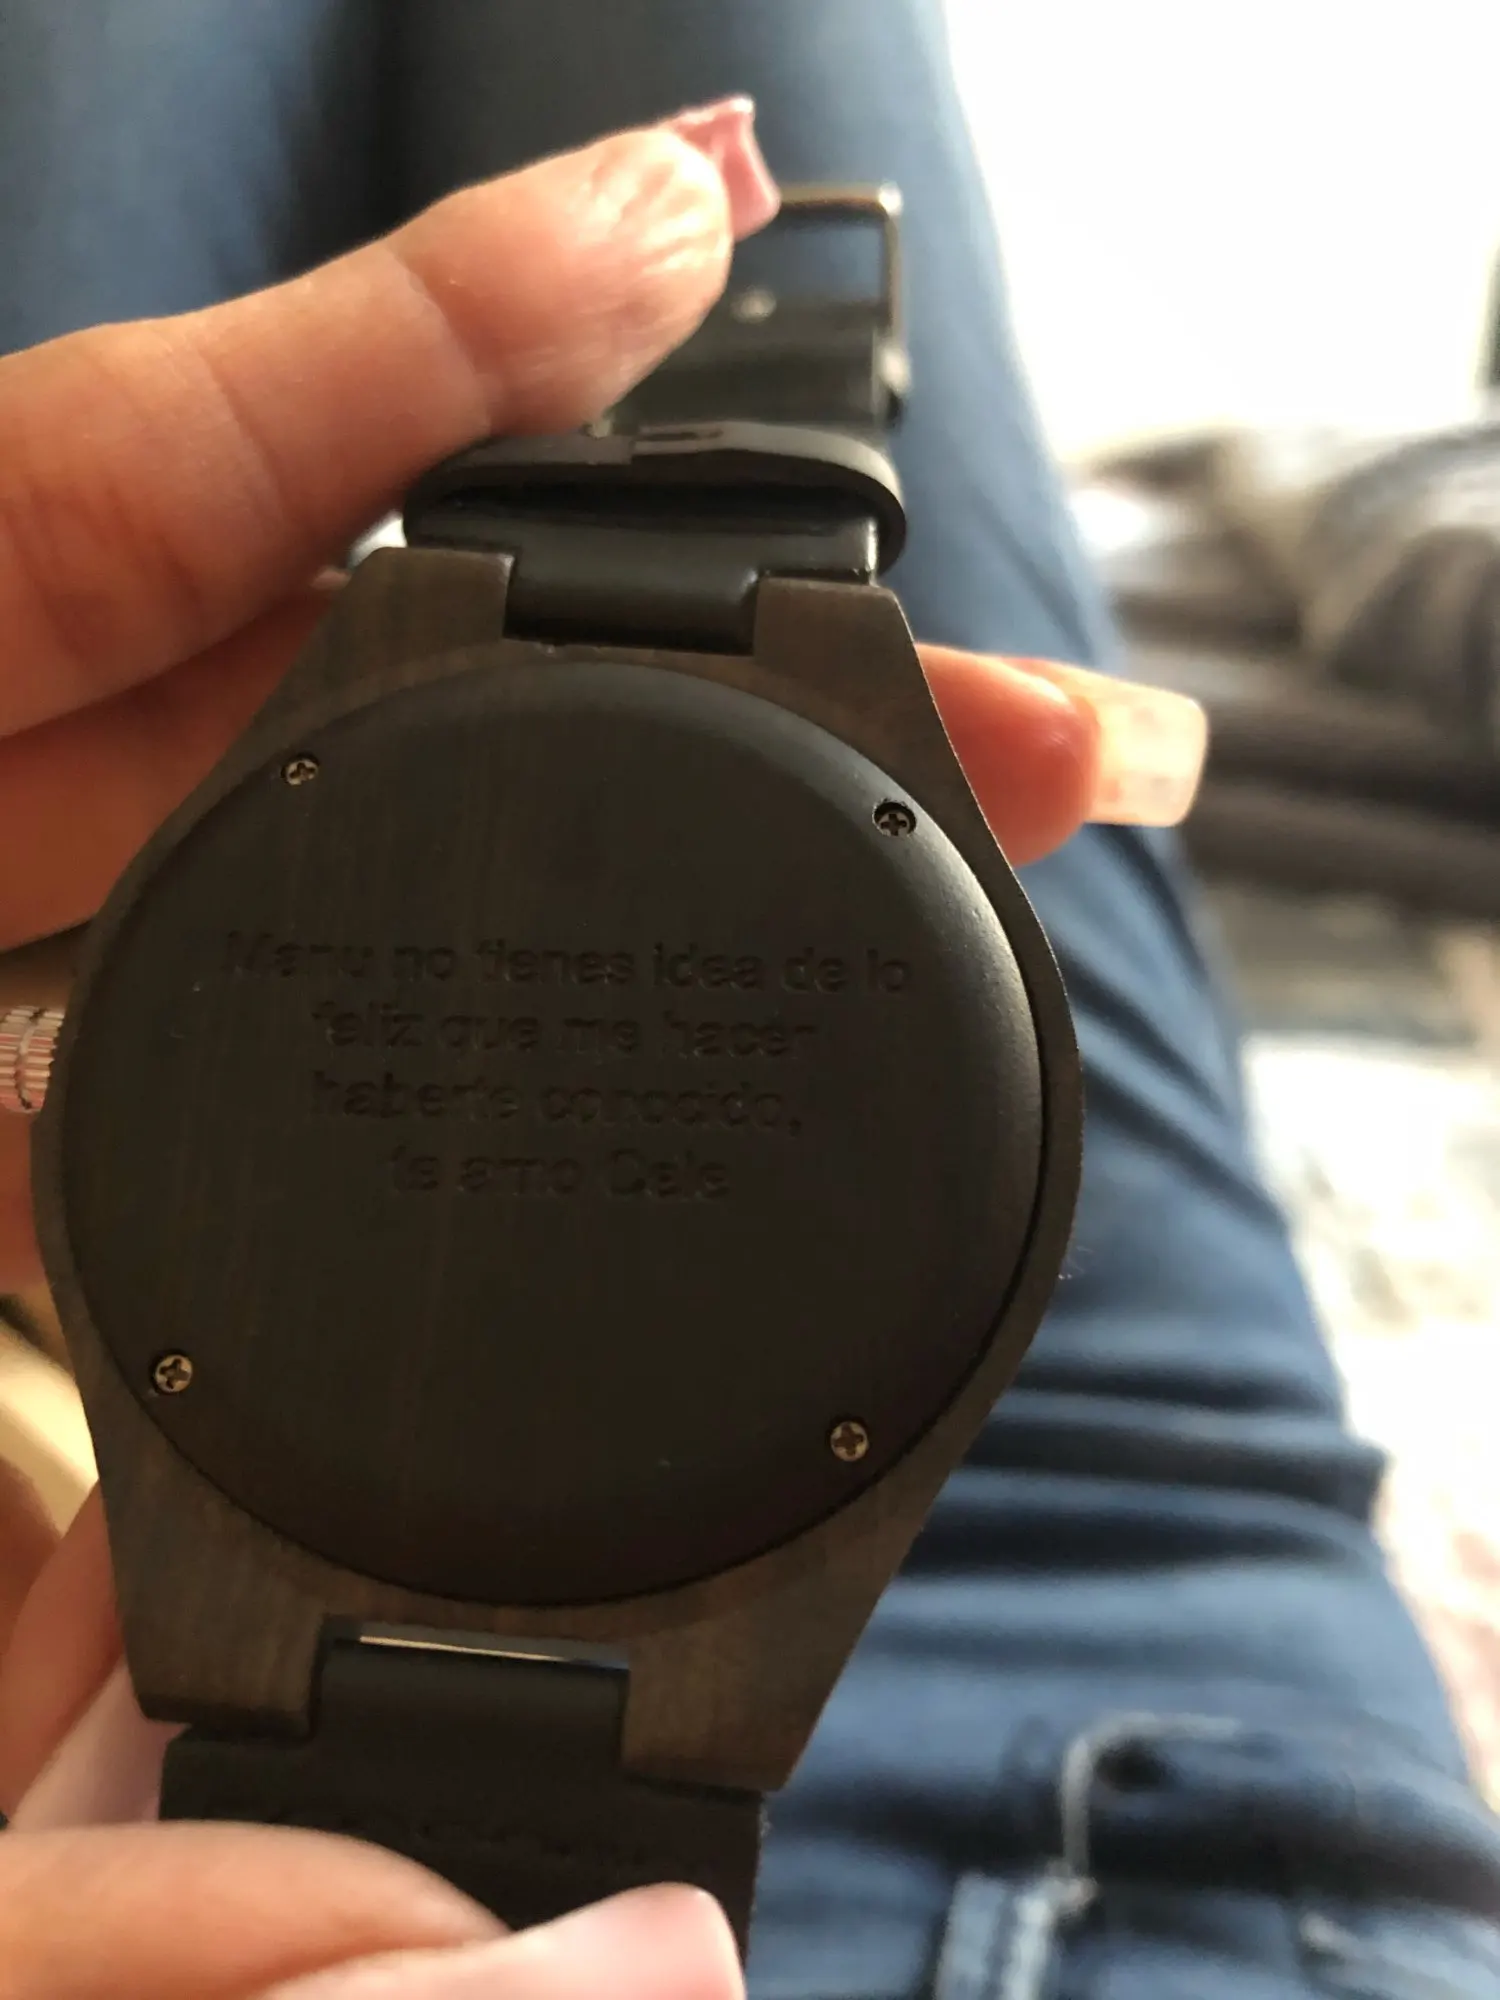 Manu no tienes idea de lo
feliz que me hacer
haberte conocido,
te amo Cele